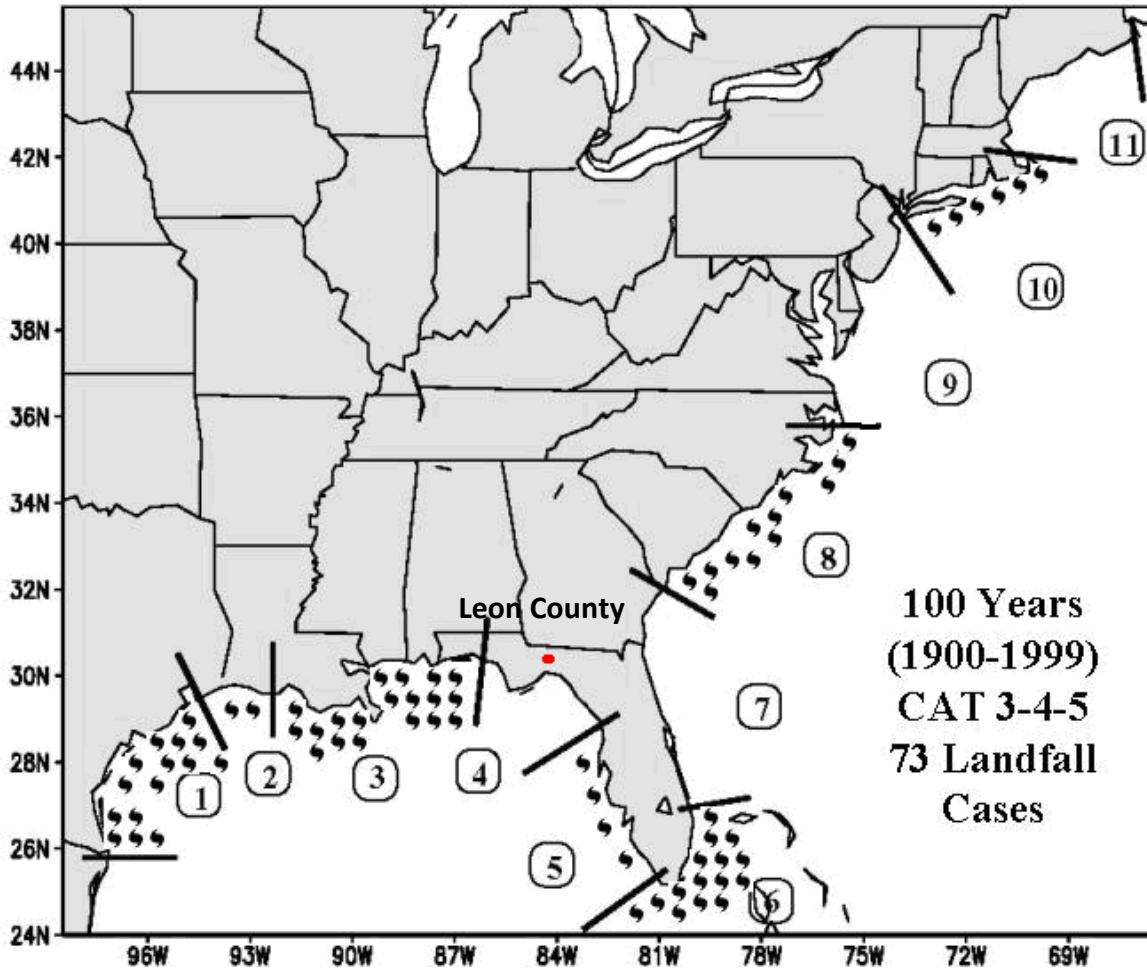 44N
42N
40N
38N
36N
34N
32N
30N
28N
26N
24N
96W 93W 90W 87W 84W 81W 78W 75W 72W 69W
11
10
9
8
Leon County
7
1 2 3 4
5
6
100 Years
(1900-1999)
CAT 3-4-5
73 Landfall
Cases